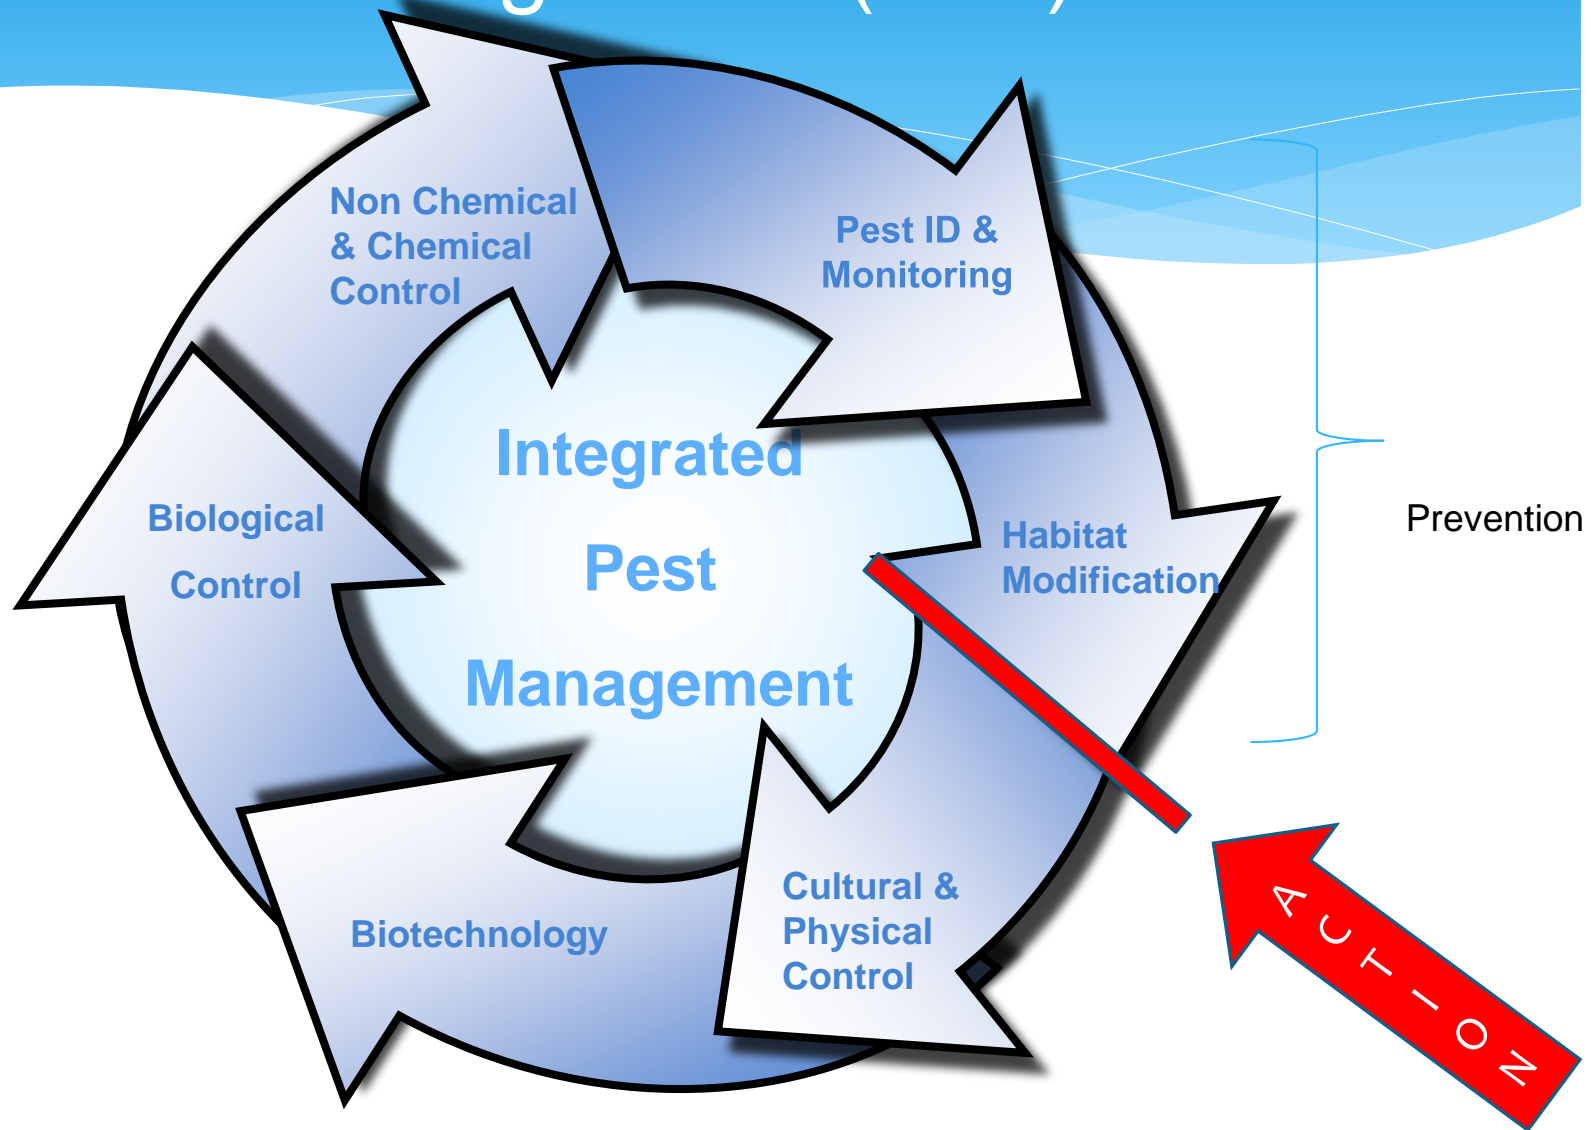 Non Chemical
& Chemical
Control
Pest ID &
Monitoring
Integrated
Pest
Management
Biological
Control
Habitat
Modification
Prevention
Cultural &
Physical
Control
Biotechnology
ACTION